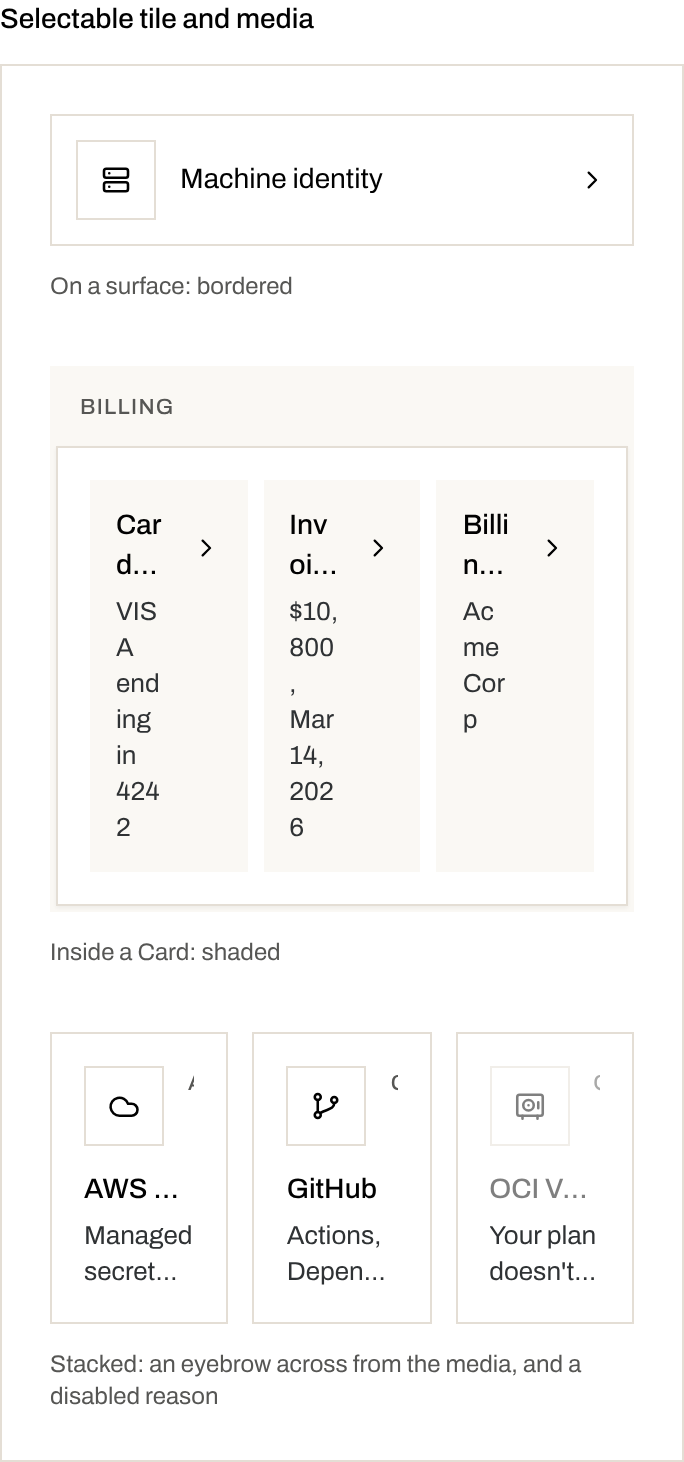 Selectable tile and media
Machine identity
On a surface: bordered
BILLING
Car
d...
VIS
A
end
ing
in
424
2
Inv
oi...
$10,
800
,
Mar
14,
202
6
Billi
n...
Ac
me
Cor
p
Inside a Card: shaded
AWS ...
Managed
secret...
GitHub
Actions,
Depen...
OCI V...
Your plan
doesn't...
Stacked: an eyebrow across from the media, and a
disabled reason